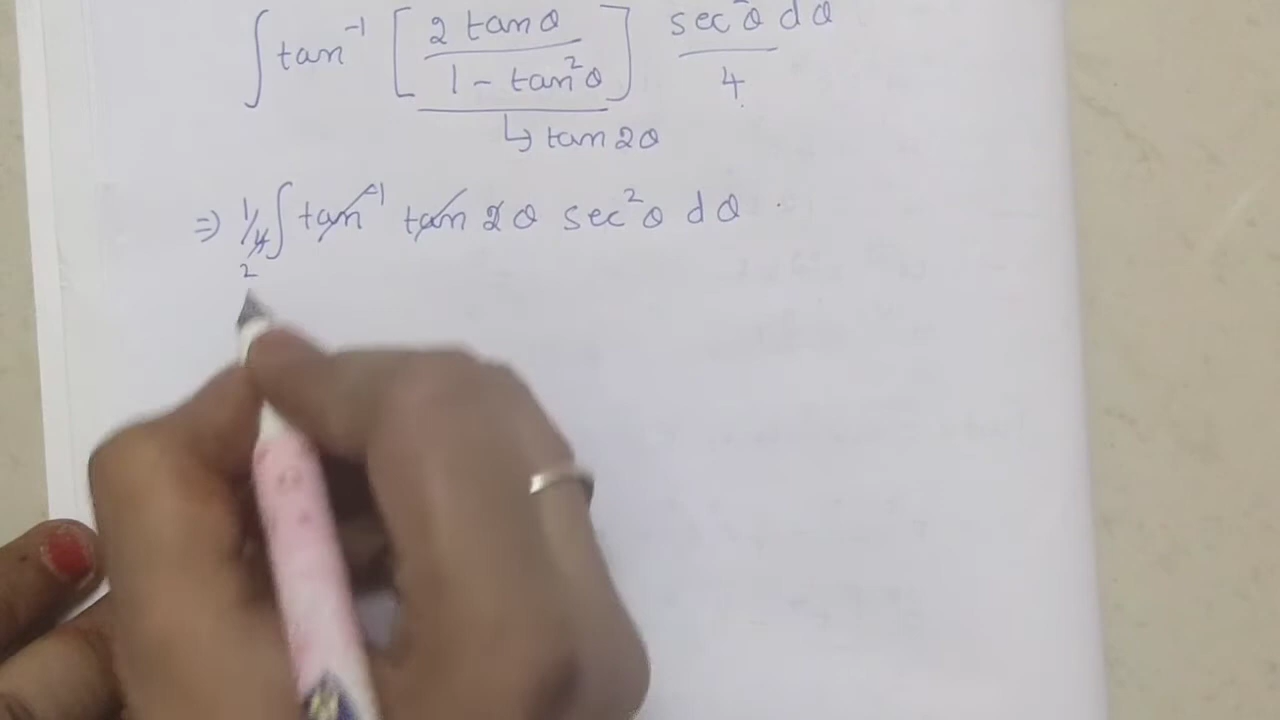 ∫ tan⁻¹ [ 2 tanθ / 1 - tan²θ ] sec²θ dθ / 4
↳ tan 2θ
⇒ 1/4 ∫ tan⁻¹ tan 2θ sec²θ dθ .
2